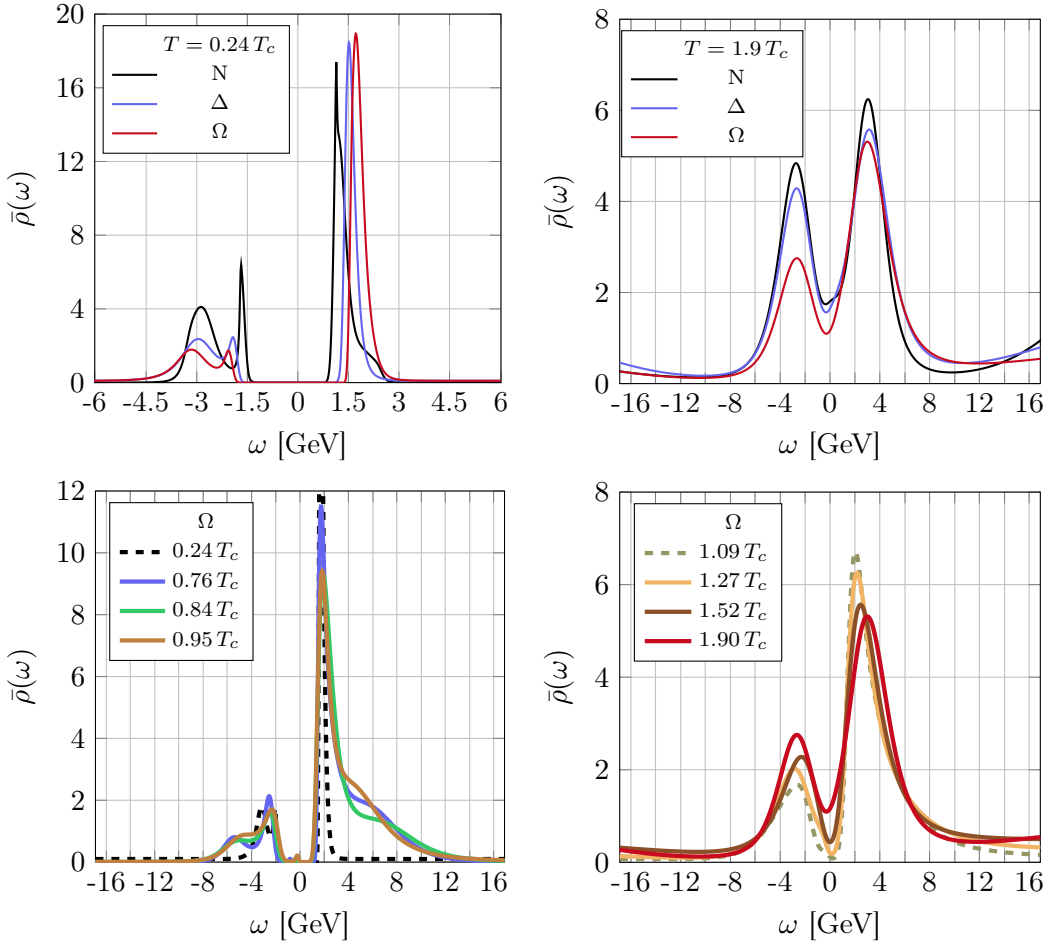 20
16
12
8
4
0
ρ̄(ω)
T = 0.24 T_c
N
Δ
Ω
-6 -4.5 -3 -1.5 0 1.5 3 4.5 6
ω [GeV]
8
6
4
2
0
ρ̄(ω)
T = 1.9 T_c
N
Δ
Ω
-16 -12 -8 -4 0 4 8 12 16
ω [GeV]
12
10
8
6
4
2
0
ρ̄(ω)
Ω
0.24 T_c
0.76 T_c
0.84 T_c
0.95 T_c
-16 -12 -8 -4 0 4 8 12 16
ω [GeV]
8
6
4
2
0
ρ̄(ω)
Ω
1.09 T_c
1.27 T_c
1.52 T_c
1.90 T_c
-16 -12 -8 -4 0 4 8 12 16
ω [GeV]